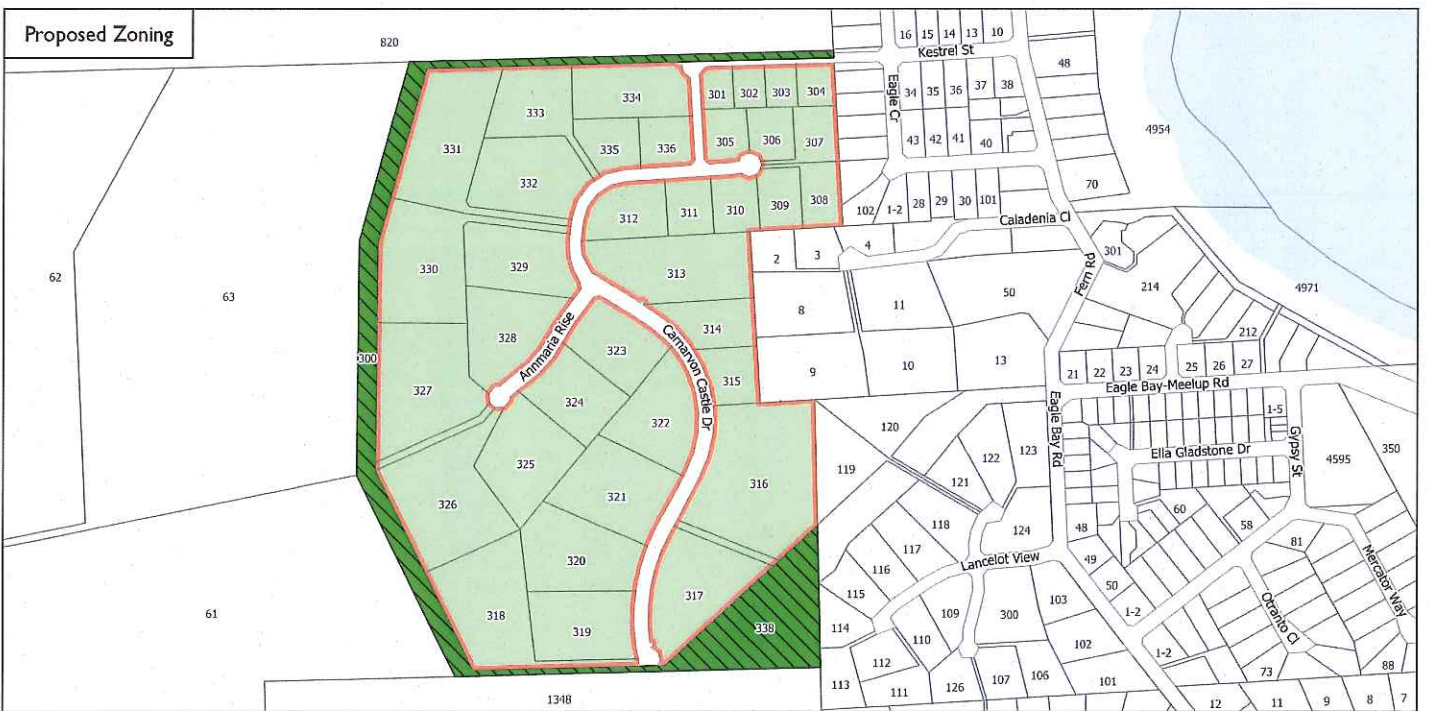 Proposed Zoning
820
16 15 14 13 10
Kestrel St
48
Eagle Cr
34 35 36 37 38
43 42 41 40
4954
70
102 1-2 28 29 30 101
Caladenia Cl
333 334
301 302 303 304
331
335 336
305 306 307
332
312 311 310 309 308
330 329
313
2 3 4
301
Fern Rd
214
4971
62
63
8 11 50
212
328
Annmaria Rise
323
Carnarvon Castle Dr
314
300
327
324
315
9 10 13
21 22 23 24 25 26 27
Eagle Bay-Meelup Rd
Eagle Bay Rd
1-5
Gypsy St
322
120
119
122 123
121
Ella Gladstone Dr
4595
350
325
326
321
316
118
124
48
60
58
117
116
115
Lancelot View
49
50
81
Mercator Way
320
317
318
319
61
338
114
109
110
300
103
102
1-2
1-2
Otranto Cl
112
113
111
126
107 106
101
73
88
1348
12 11 9 8 7